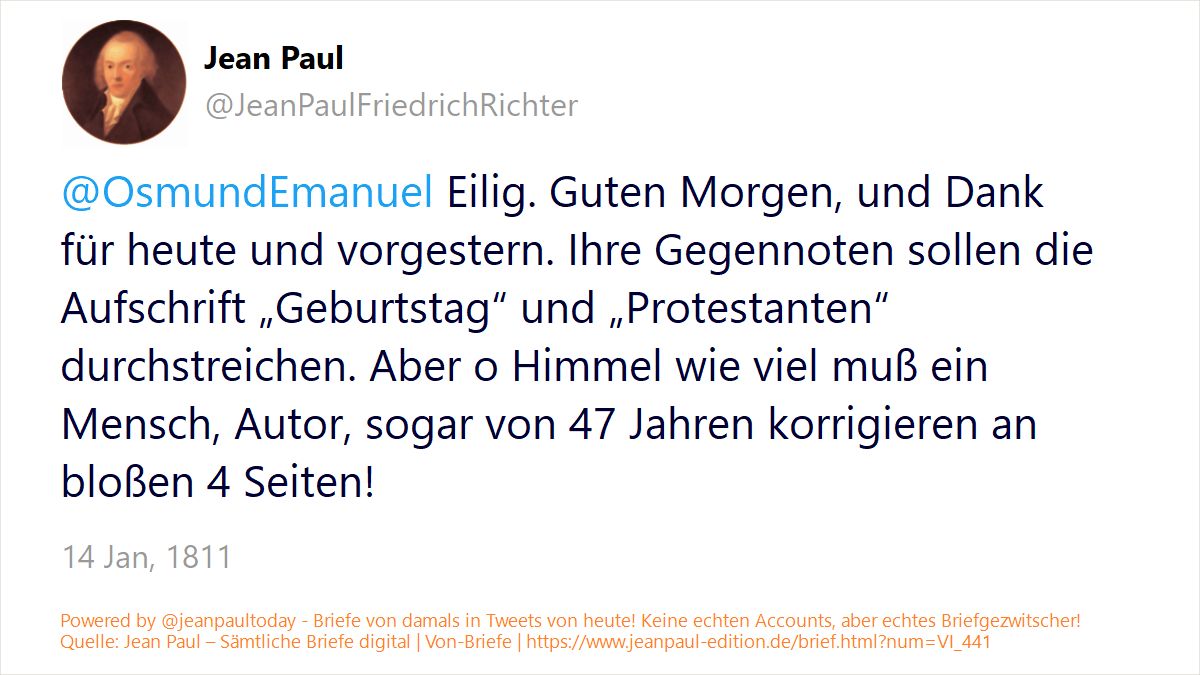 Jean Paul
@JeanPaulFriedrichRichter
@OsmundEmanuel Eilig. Guten Morgen, und Dank
für heute und vorgestern. Ihre Gegennoten sollen die
Aufschrift „Geburtstag“ und „Protestanten“
durchstreichen. Aber o Himmel wie viel muß ein
Mensch, Autor, sogar von 47 Jahren korrigieren an
bloßen 4 Seiten!
14 Jan, 1811
Powered by @jeanpaultoday - Briefe von damals in Tweets von heute! Keine echten Accounts, aber echtes Briefgezwitscher!
Quelle: Jean Paul – Sämtliche Briefe digital | Von-Briefe | https://www.jeanpaul-edition.de/brief.html?num=VI_441